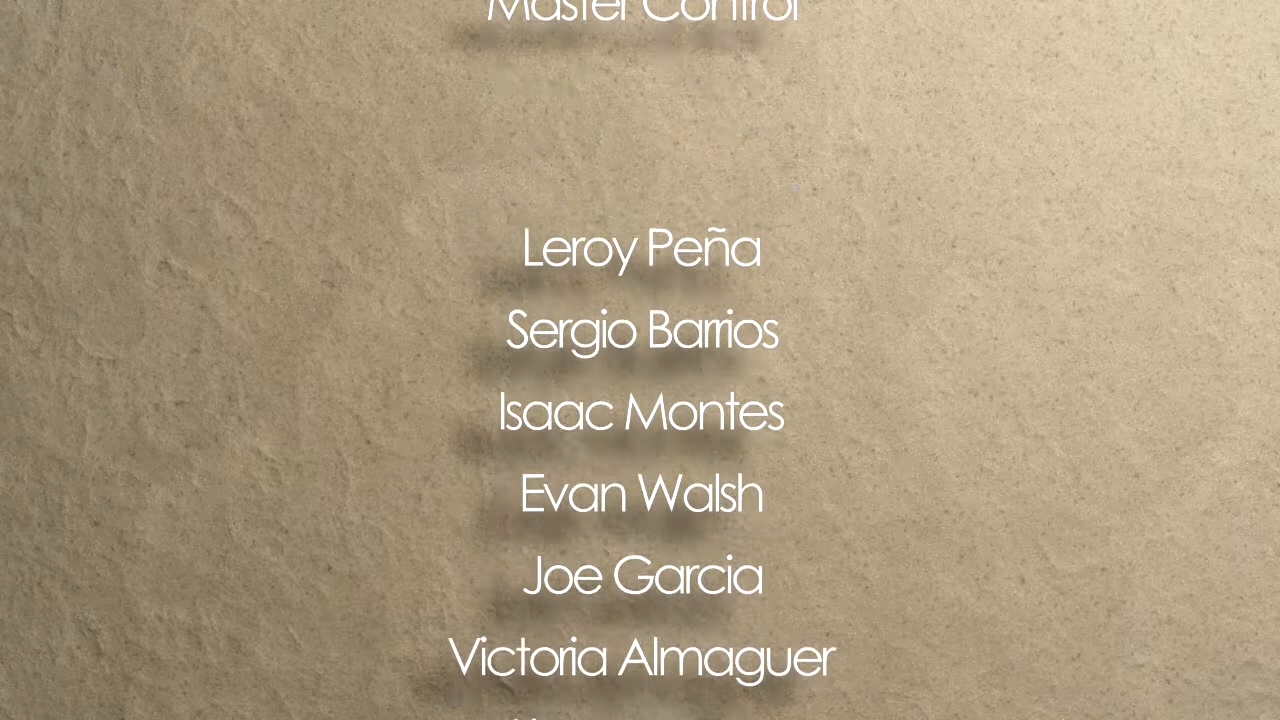 Master Control
Leroy Peña
Sergio Barrios
Isaac Montes
Evan Walsh
Joe Garcia
Victoria Almaguer